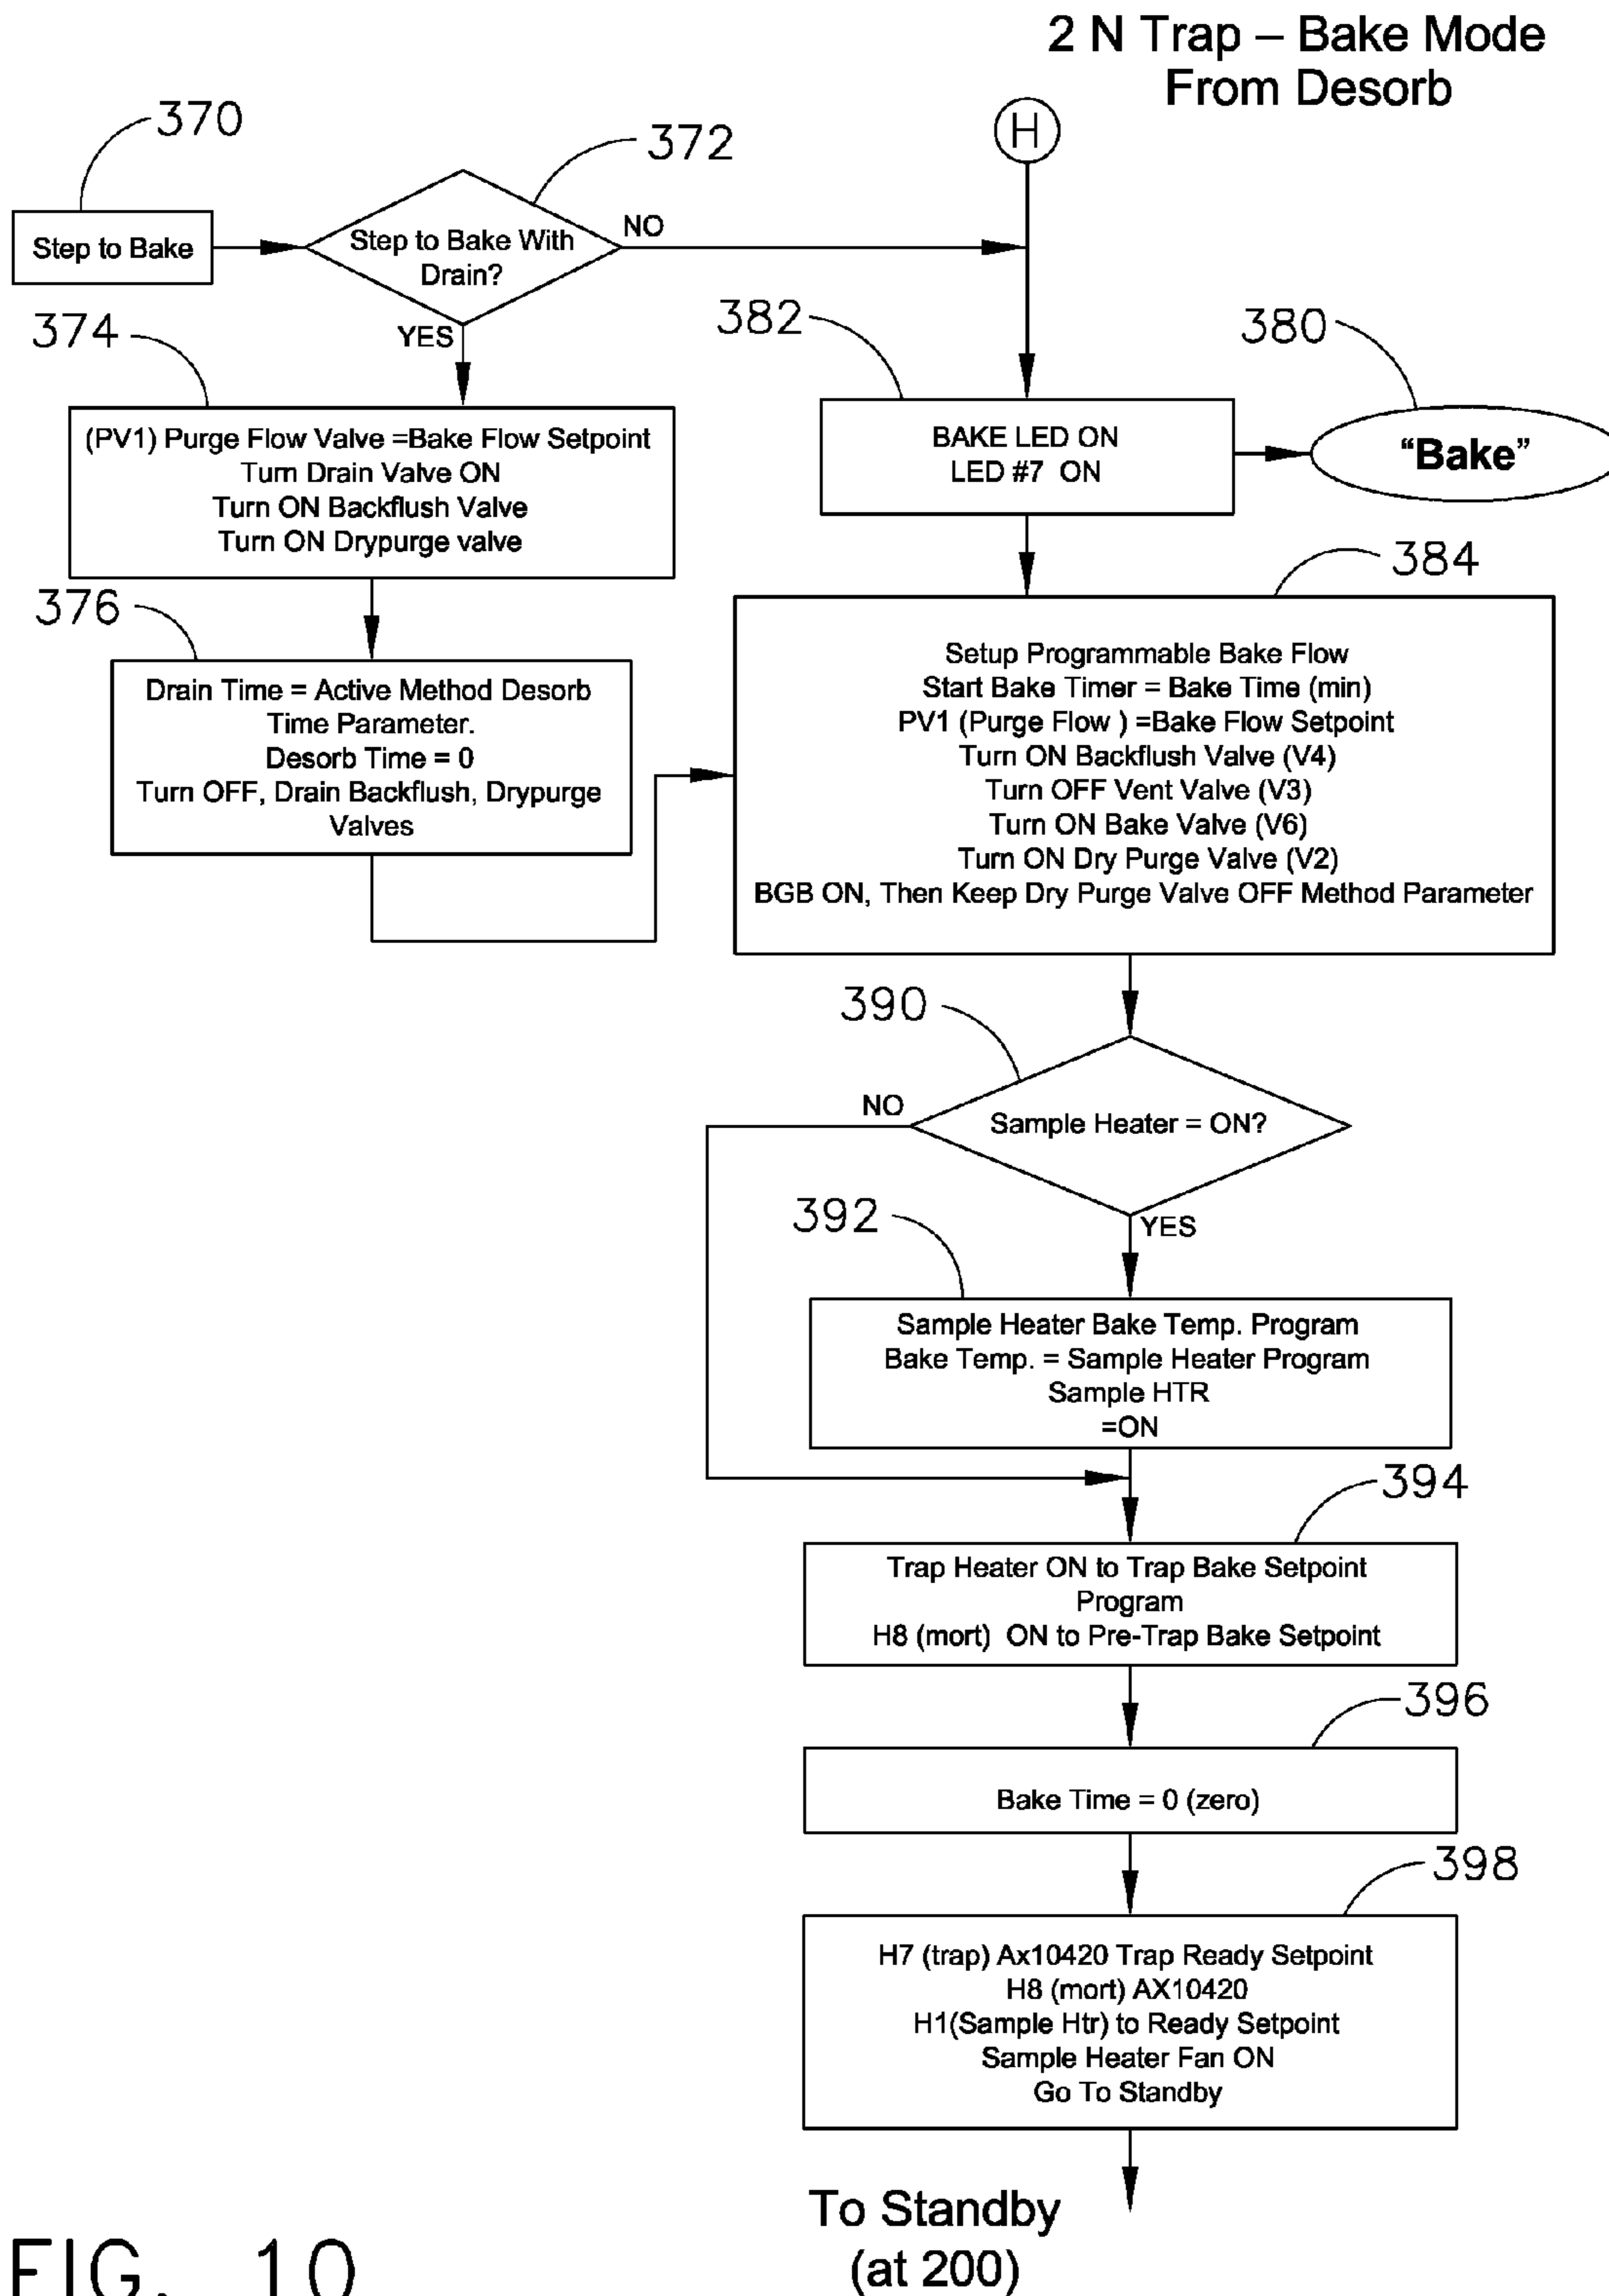 2 N Trap – Bake Mode
From Desorb
H
370
372
Step to Bake
Step to Bake With
Drain?
NO
YES
374
(PV1) Purge Flow Valve =Bake Flow Setpoint
Turn Drain Valve ON
Turn ON Backflush Valve
Turn ON Drypurge valve
376
Drain Time = Active Method Desorb
Time Parameter.
Desorb Time = 0
Turn OFF, Drain Backflush, Drypurge
Valves
382
BAKE LED ON
LED #7 ON
380
“Bake”
384
Setup Programmable Bake Flow
Start Bake Timer = Bake Time (min)
PV1 (Purge Flow ) =Bake Flow Setpoint
Turn ON Backflush Valve (V4)
Turn OFF Vent Valve (V3)
Turn ON Bake Valve (V6)
Turn ON Dry Purge Valve (V2)
BGB ON, Then Keep Dry Purge Valve OFF Method Parameter
390
Sample Heater = ON?
NO
YES
392
Sample Heater Bake Temp. Program
Bake Temp. = Sample Heater Program
Sample HTR
=ON
394
Trap Heater ON to Trap Bake Setpoint
Program
H8 (mort) ON to Pre-Trap Bake Setpoint
396
Bake Time = 0 (zero)
398
H7 (trap) Ax10420 Trap Ready Setpoint
H8 (mort) AX10420
H1(Sample Htr) to Ready Setpoint
Sample Heater Fan ON
Go To Standby
To Standby
(at 200)
FIG. 10